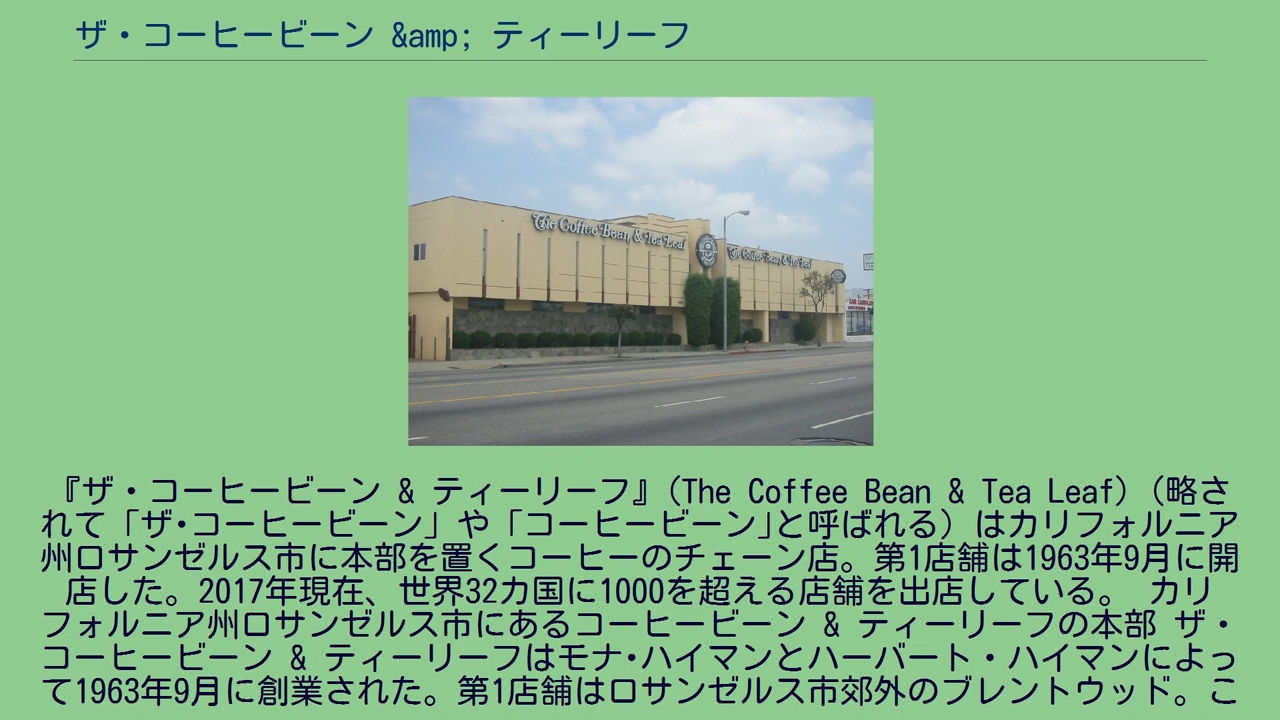 ザ・コーヒービーン &amp; ティーリーフ
The Coffee Bean & Tea Leaf
The Coffee Bean & Tea Leaf
『ザ・コーヒービーン & ティーリーフ』(The Coffee Bean & Tea Leaf)(略さ
れて「ザ･コーヒービーン」や「コーヒービーン｣と呼ばれる）はカリフォルニア
州ロサンゼルス市に本部を置くコーヒーのチェーン店。第1店舗は1963年9月に開
店した。2017年現在、世界32カ国に1000を超える店舗を出店している。 カリ
フォルニア州ロサンゼルス市にあるコーヒービーン & ティーリーフの本部 ザ・
コーヒービーン & ティーリーフはモナ･ハイマンとハーバート・ハイマンによっ
て1963年9月に創業された。第1店舗はロサンゼルス市郊外のブレントウッド。こ